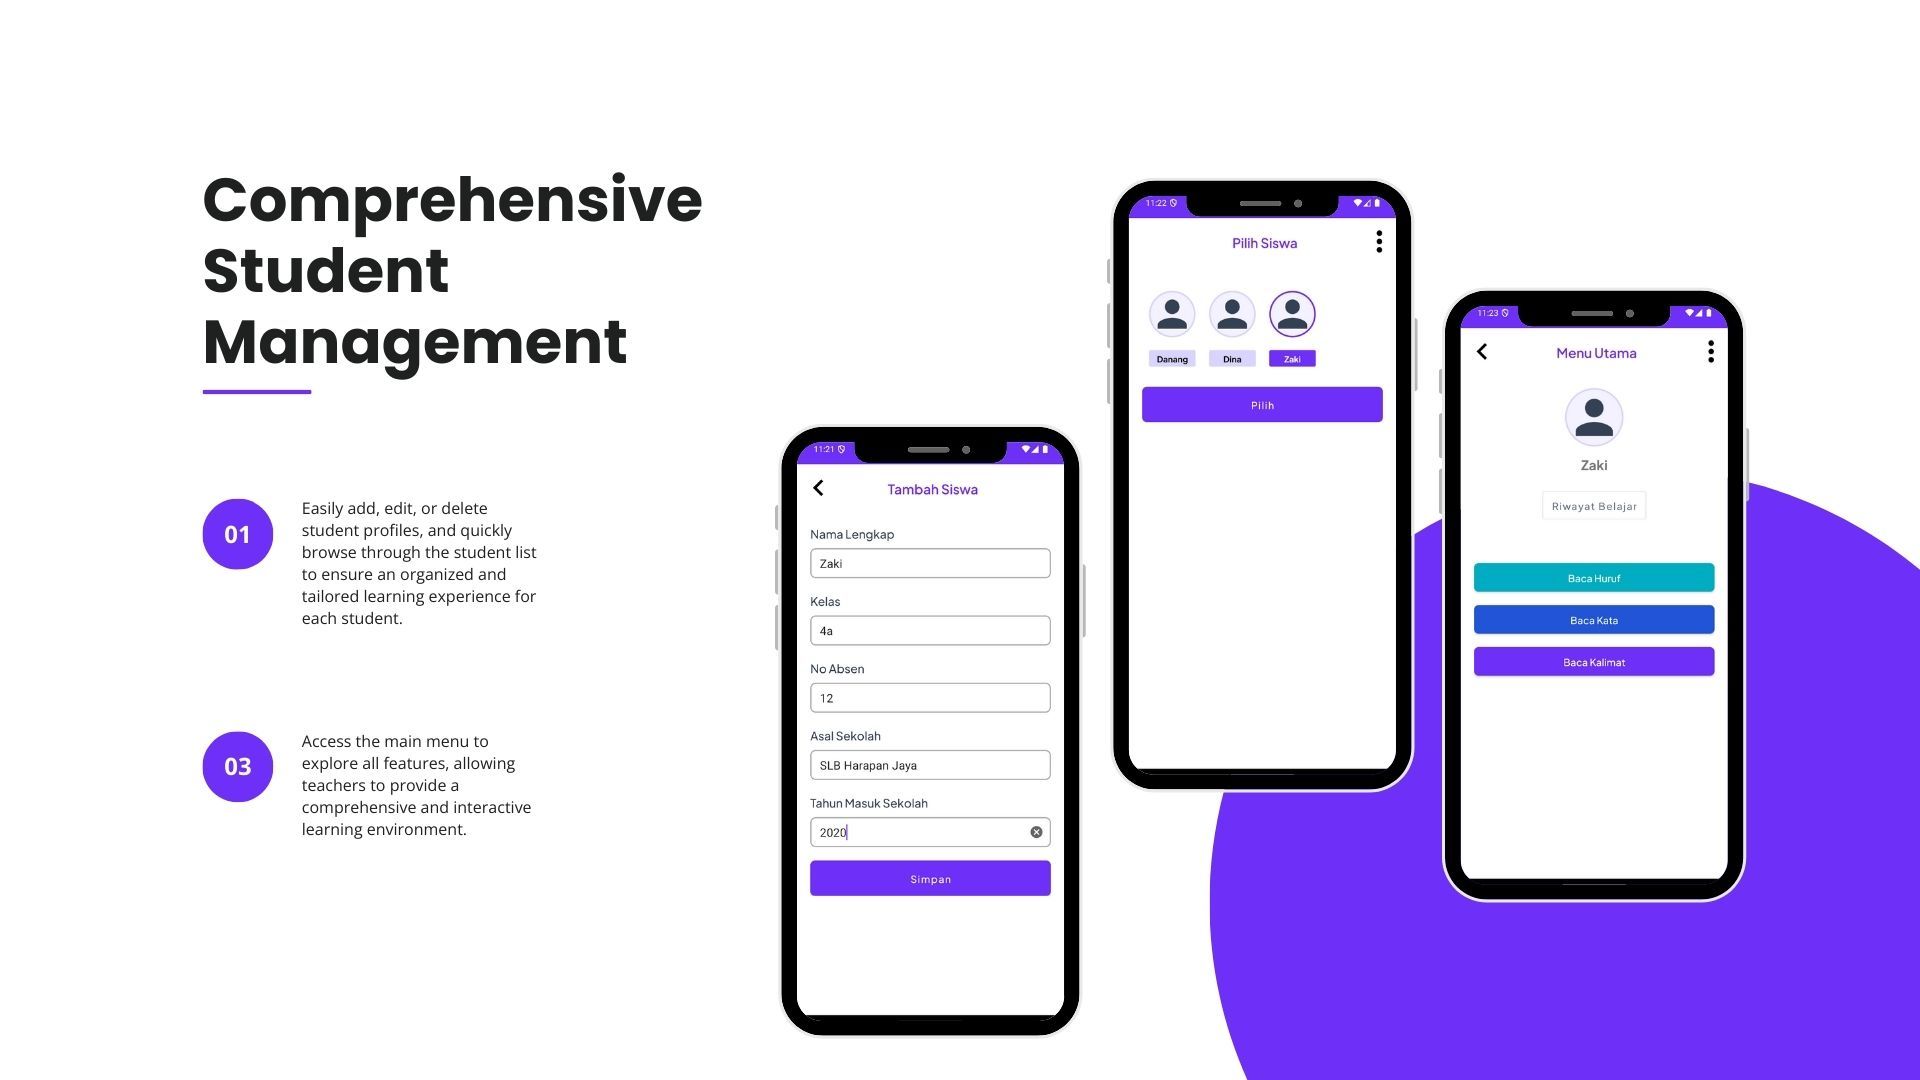 Comprehensive
Student
Management
01
Easily add, edit, or delete
student profiles, and quickly
browse through the student list
to ensure an organized and
tailored learning experience for
each student.
03
Access the main menu to
explore all features, allowing
teachers to provide a
comprehensive and interactive
learning environment.
11:21
Tambah Siswa
Nama Lengkap
Zaki
Kelas
4a
No Absen
12
Asal Sekolah
SLB Harapan Jaya
Tahun Masuk Sekolah
2020
Simpan
11:22
Pilih Siswa
Danang Dina Zaki
Pilih
11:23
Menu Utama
Zaki
Riwayat Belajar
Baca Huruf
Baca Kata
Baca Kalimat